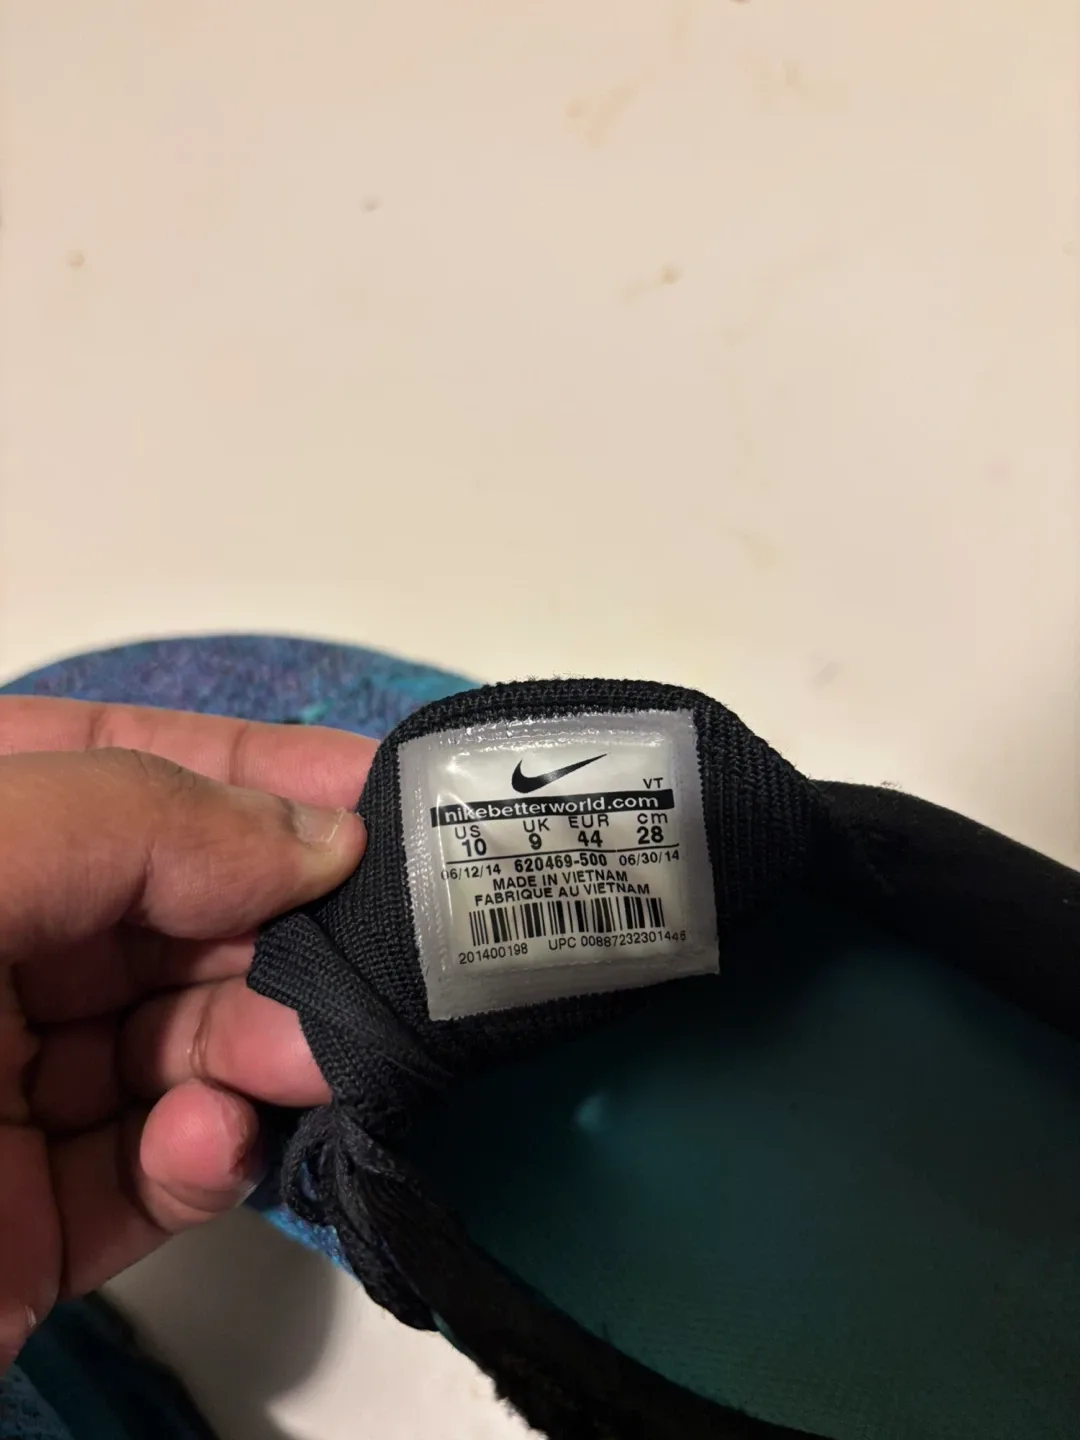 VT
nikebetterworld.com
US UK EUR cm
10 9 44 28
06/12/14 620469-500 06/30/14
MADE IN VIETNAM
FABRIQUE AU VIETNAM
201400198 UPC 00887232301446